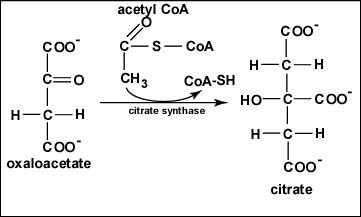 acetyl CoA
O
C — S — CoA
CH3
CoA-SH
citrate synthase
COO-
C = O
H — C — H
COO-
oxaloacetate
COO-
H — C — H
HO — C — COO-
H — C — H
COO-
citrate